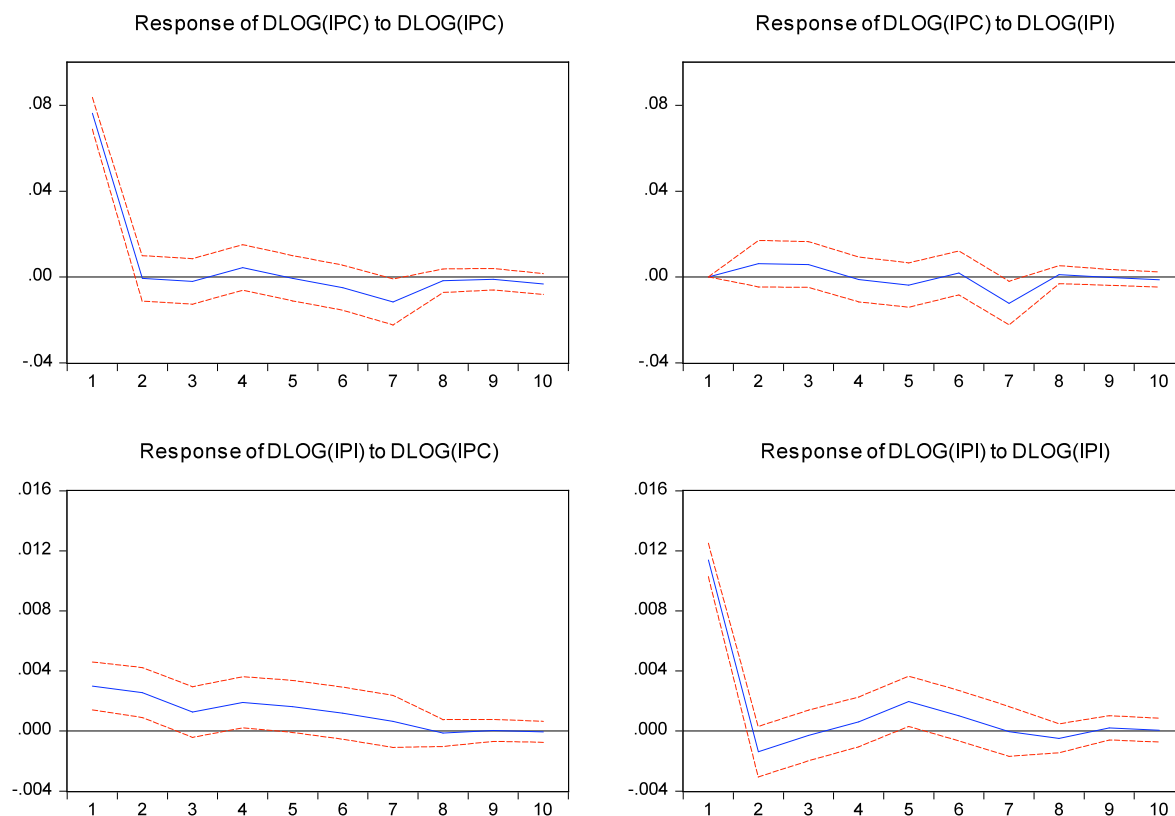 Response of DLOG(IPC) to DLOG(IPC)
.08
.04
.00
-.04
1 2 3 4 5 6 7 8 9 10
Response of DLOG(IPC) to DLOG(IPI)
.08
.04
.00
-.04
1 2 3 4 5 6 7 8 9 10
Response of DLOG(IPI) to DLOG(IPC)
.016
.012
.008
.004
.000
-.004
1 2 3 4 5 6 7 8 9 10
Response of DLOG(IPI) to DLOG(IPI)
.016
.012
.008
.004
.000
-.004
1 2 3 4 5 6 7 8 9 10